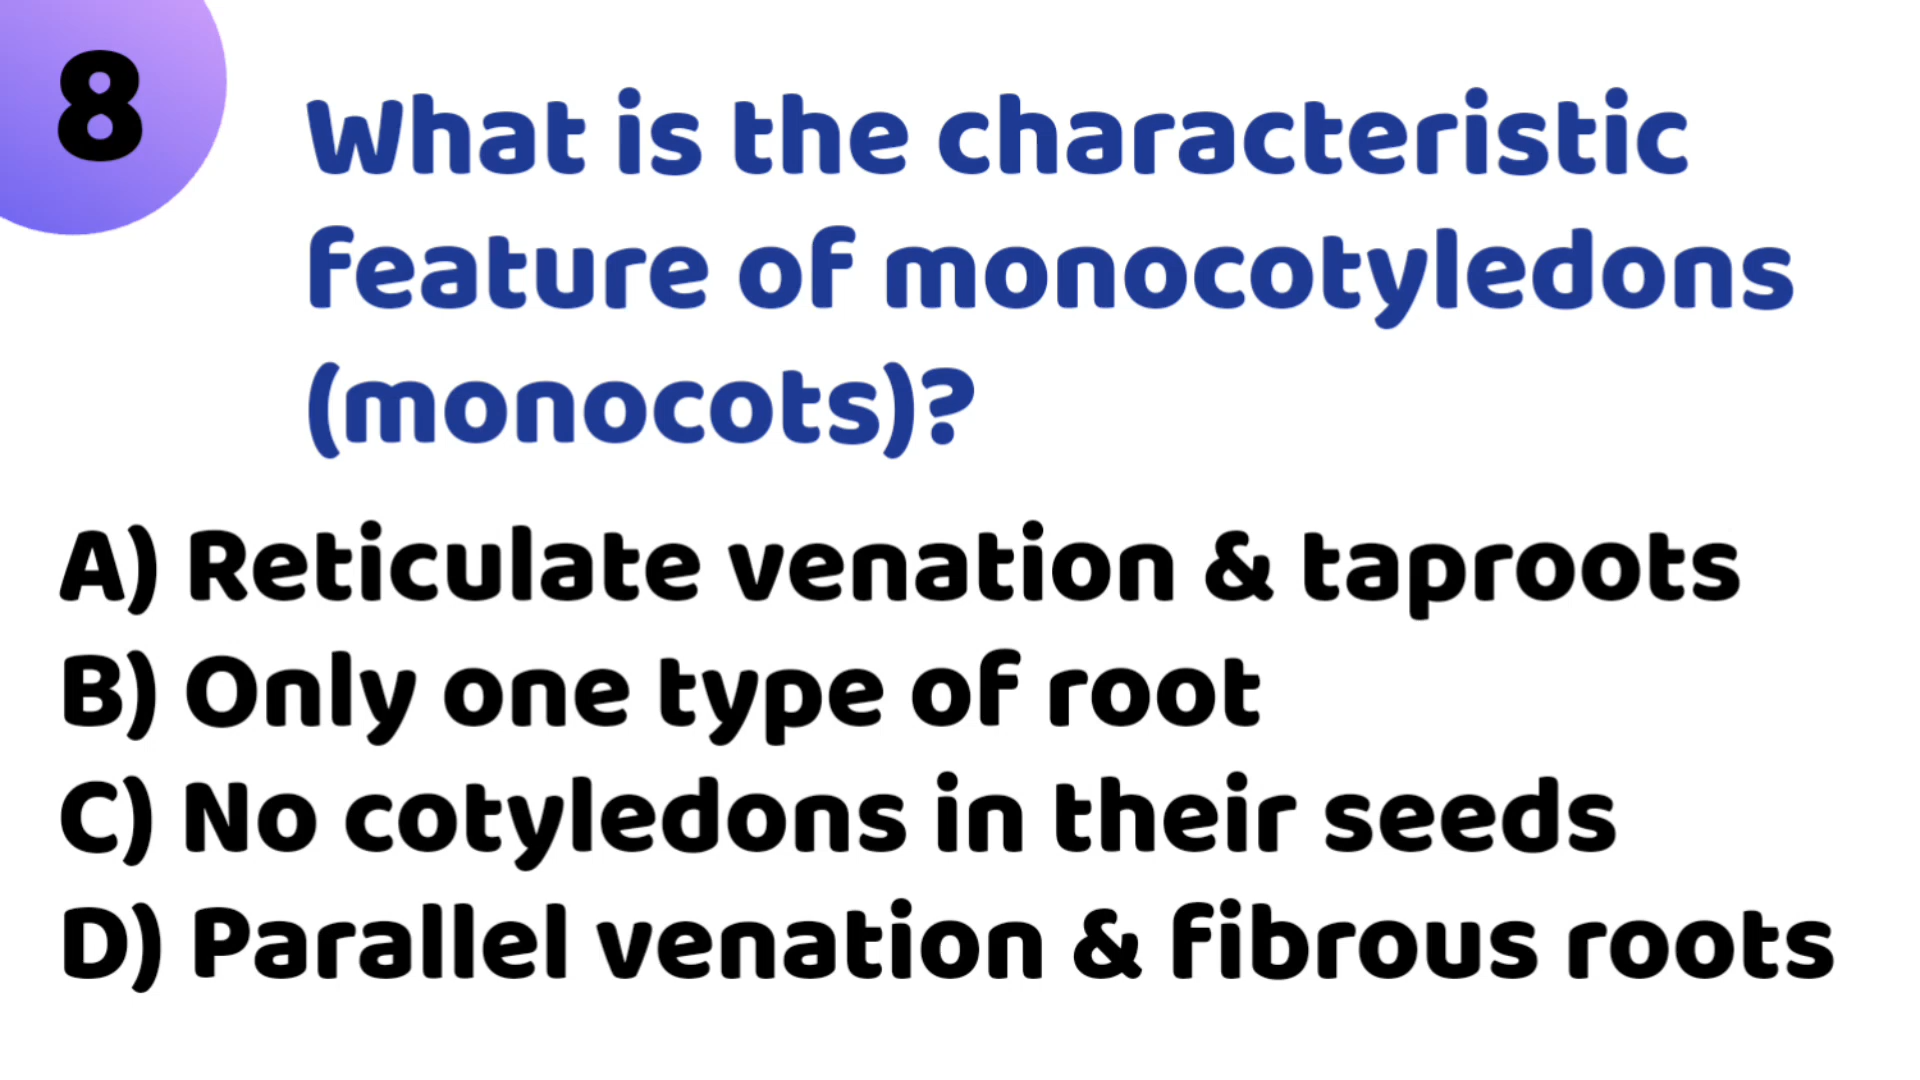 8
What is the characteristic
feature of monocotyledons
(monocots)?
A) Reticulate venation & taproots
B) Only one type of root
C) No cotyledons in their seeds
D) Parallel venation & fibrous roots